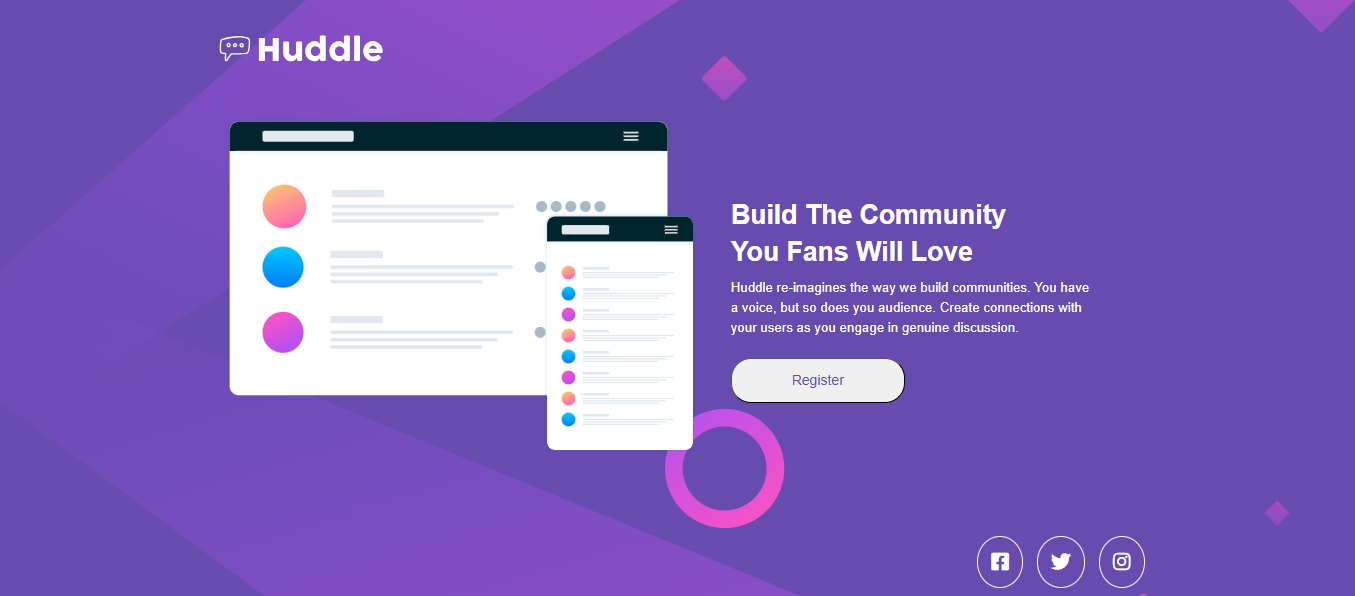 Huddle
Build The Community
You Fans Will Love
Huddle re-imagines the way we build communities. You have
a voice, but so does you audience. Create connections with
your users as you engage in genuine discussion.
Register